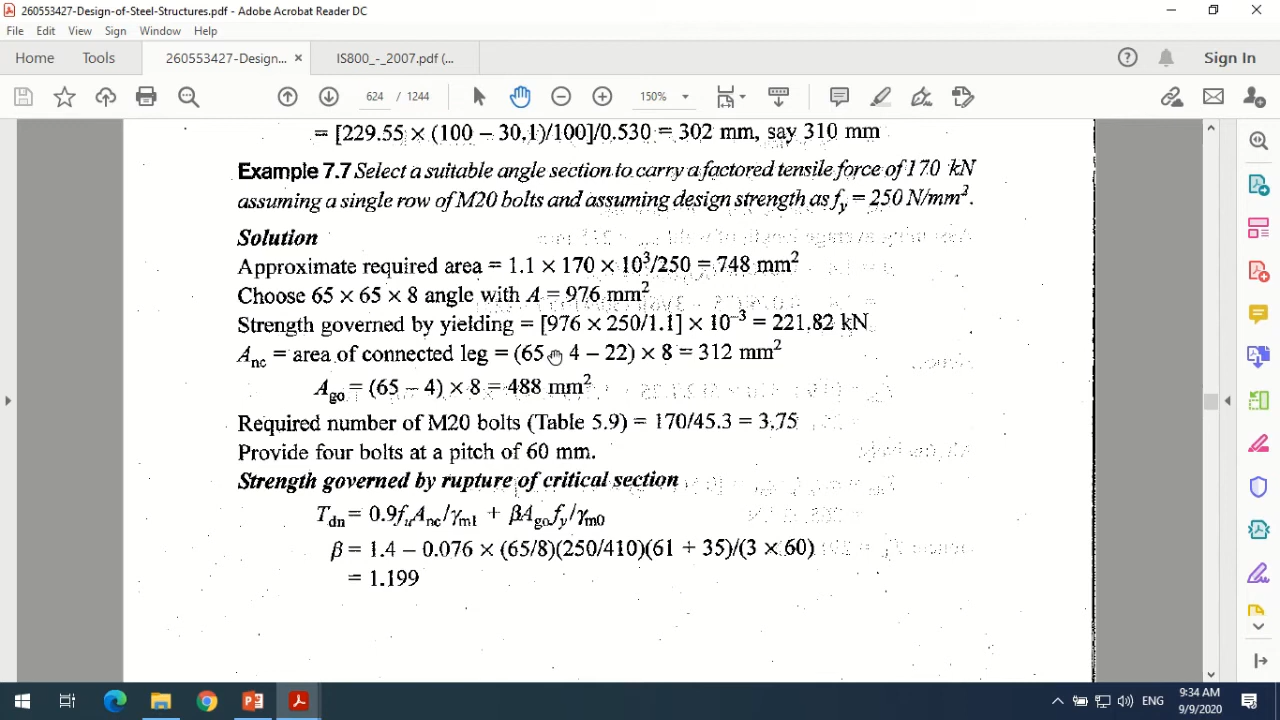 260553427-Design-of-Steel-Structures.pdf - Adobe Acrobat Reader DC
File Edit View Sign Window Help
Home Tools 260553427-Design... × IS800_-_2007.pdf (... Sign In
624 / 1244 150%
= [229.55 × (100 − 30.1)/100]/0.530 = 302 mm, say 310 mm
Example 7.7 Select a suitable angle section to carry a factored tensile force of 170 kN
assuming a single row of M20 bolts and assuming design strength as fy = 250 N/mm².
Solution
Approximate required area = 1.1 × 170 × 10³/250 = 748 mm²
Choose 65 × 65 × 8 angle with A = 976 mm²
Strength governed by yielding = [976 × 250/1.1] × 10⁻³ = 221.82 kN
Anc = area of connected leg = (65 4 − 22) × 8 = 312 mm²
Ago = (65 − 4) × 8 = 488 mm²
Required number of M20 bolts (Table 5.9) = 170/45.3 = 3.75
Provide four bolts at a pitch of 60 mm.
Strength governed by rupture of critical section
Tdn = 0.9fuAnc/γm1 + βAgofy/γm0
β = 1.4 − 0.076 × (65/8)(250/410)(61 + 35)/(3 × 60)
= 1.199
ENG
9:34 AM
9/9/2020